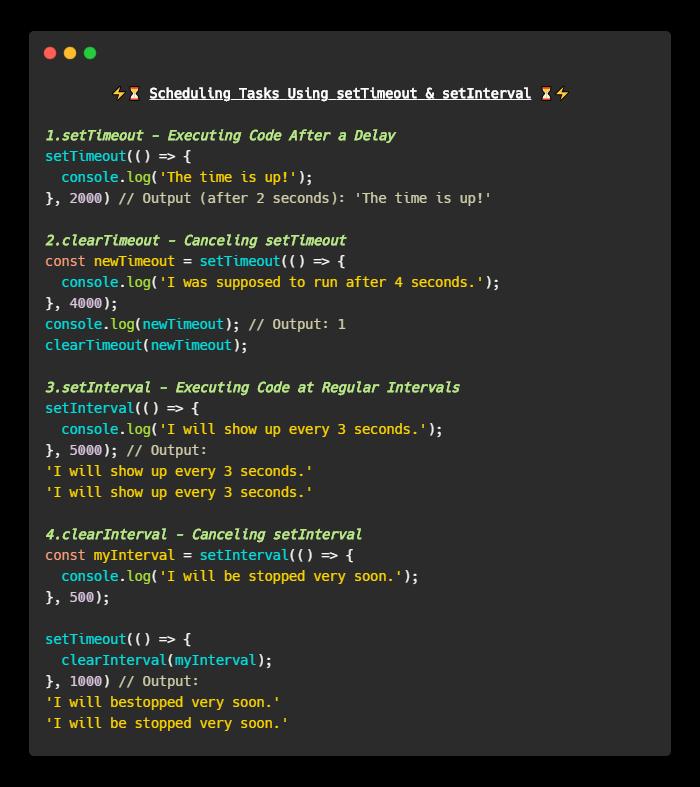 ⚡⏳ Scheduling Tasks Using setTimeout & setInterval ⏳⚡
1.setTimeout - Executing Code After a Delay
setTimeout(() => {
  console.log('The time is up!');
}, 2000) // Output (after 2 seconds): 'The time is up!'
2.clearTimeout - Canceling setTimeout
const newTimeout = setTimeout(() => {
  console.log('I was supposed to run after 4 seconds.');
}, 4000);
console.log(newTimeout); // Output: 1
clearTimeout(newTimeout);
3.setInterval - Executing Code at Regular Intervals
setInterval(() => {
  console.log('I will show up every 3 seconds.');
}, 5000); // Output:
'I will show up every 3 seconds.'
'I will show up every 3 seconds.'
4.clearInterval - Canceling setInterval
const myInterval = setInterval(() => {
  console.log('I will be stopped very soon.');
}, 500);
setTimeout(() => {
  clearInterval(myInterval);
}, 1000) // Output:
'I will bestopped very soon.'
'I will be stopped very soon.'